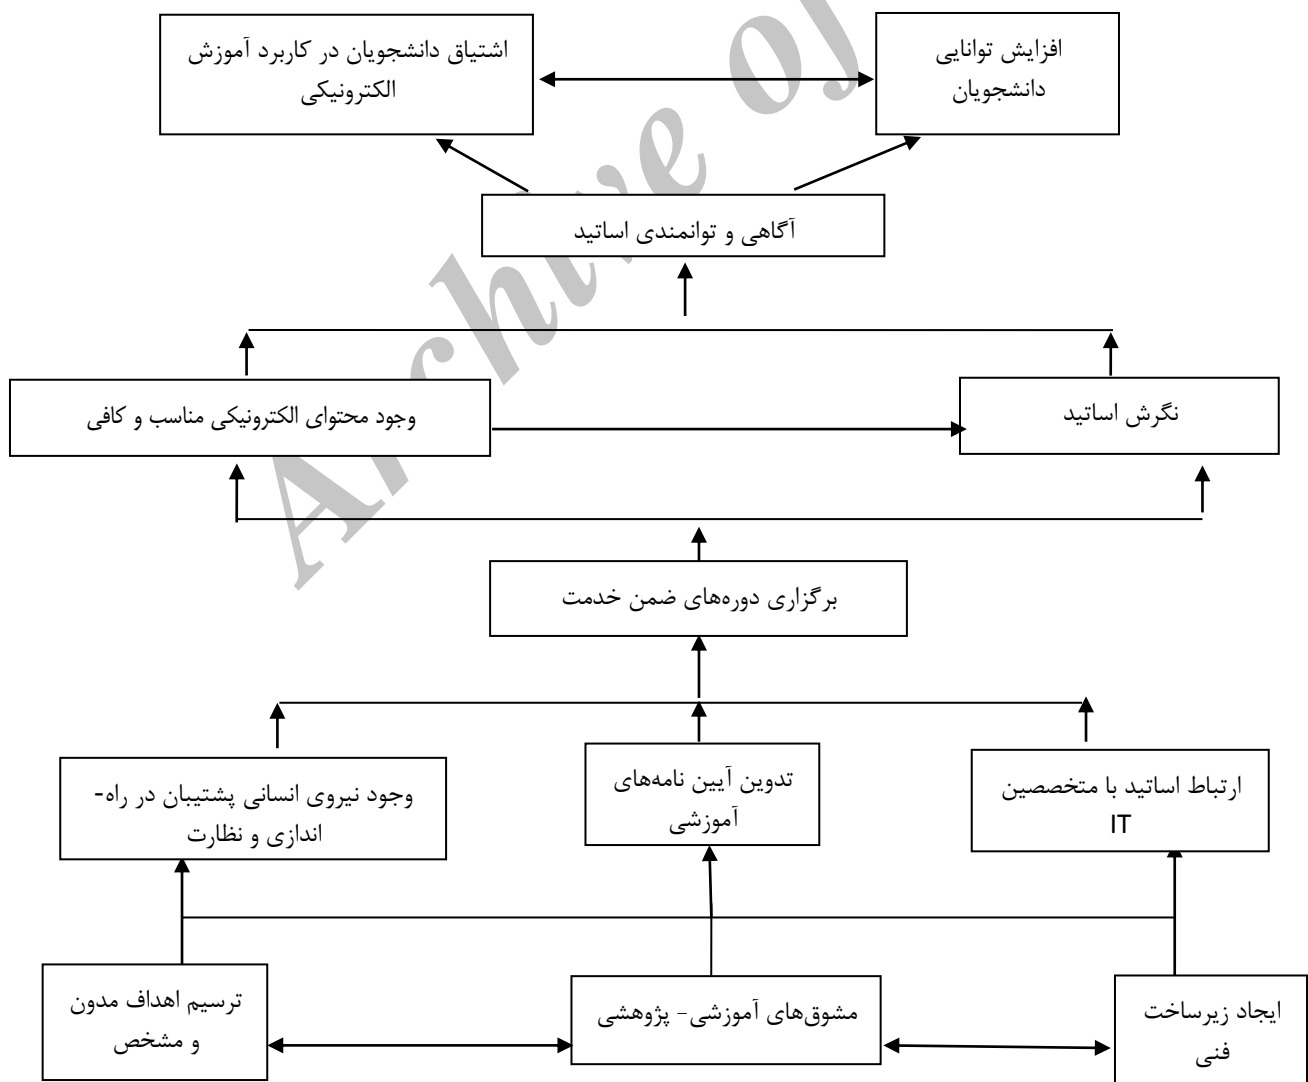 افزایش توانایی
دانشجویان
اشتیاق دانشجویان در کاربرد آموزش
الکترونیکی
آگاهی و توانمندی اساتید
نگرش اساتید
وجود محتوای الکترونیکی مناسب و کافی
برگزاری دوره‌های ضمن خدمت
ارتباط اساتید با متخصصین
IT
تدوین آیین نامه‌های
آموزشی
وجود نیروی انسانی پشتیبان در راه-
اندازی و نظارت
ایجاد زیرساخت
فنی
مشوق‌های آموزشی- پژوهشی
ترسیم اهداف مدون
و مشخص
Archive of